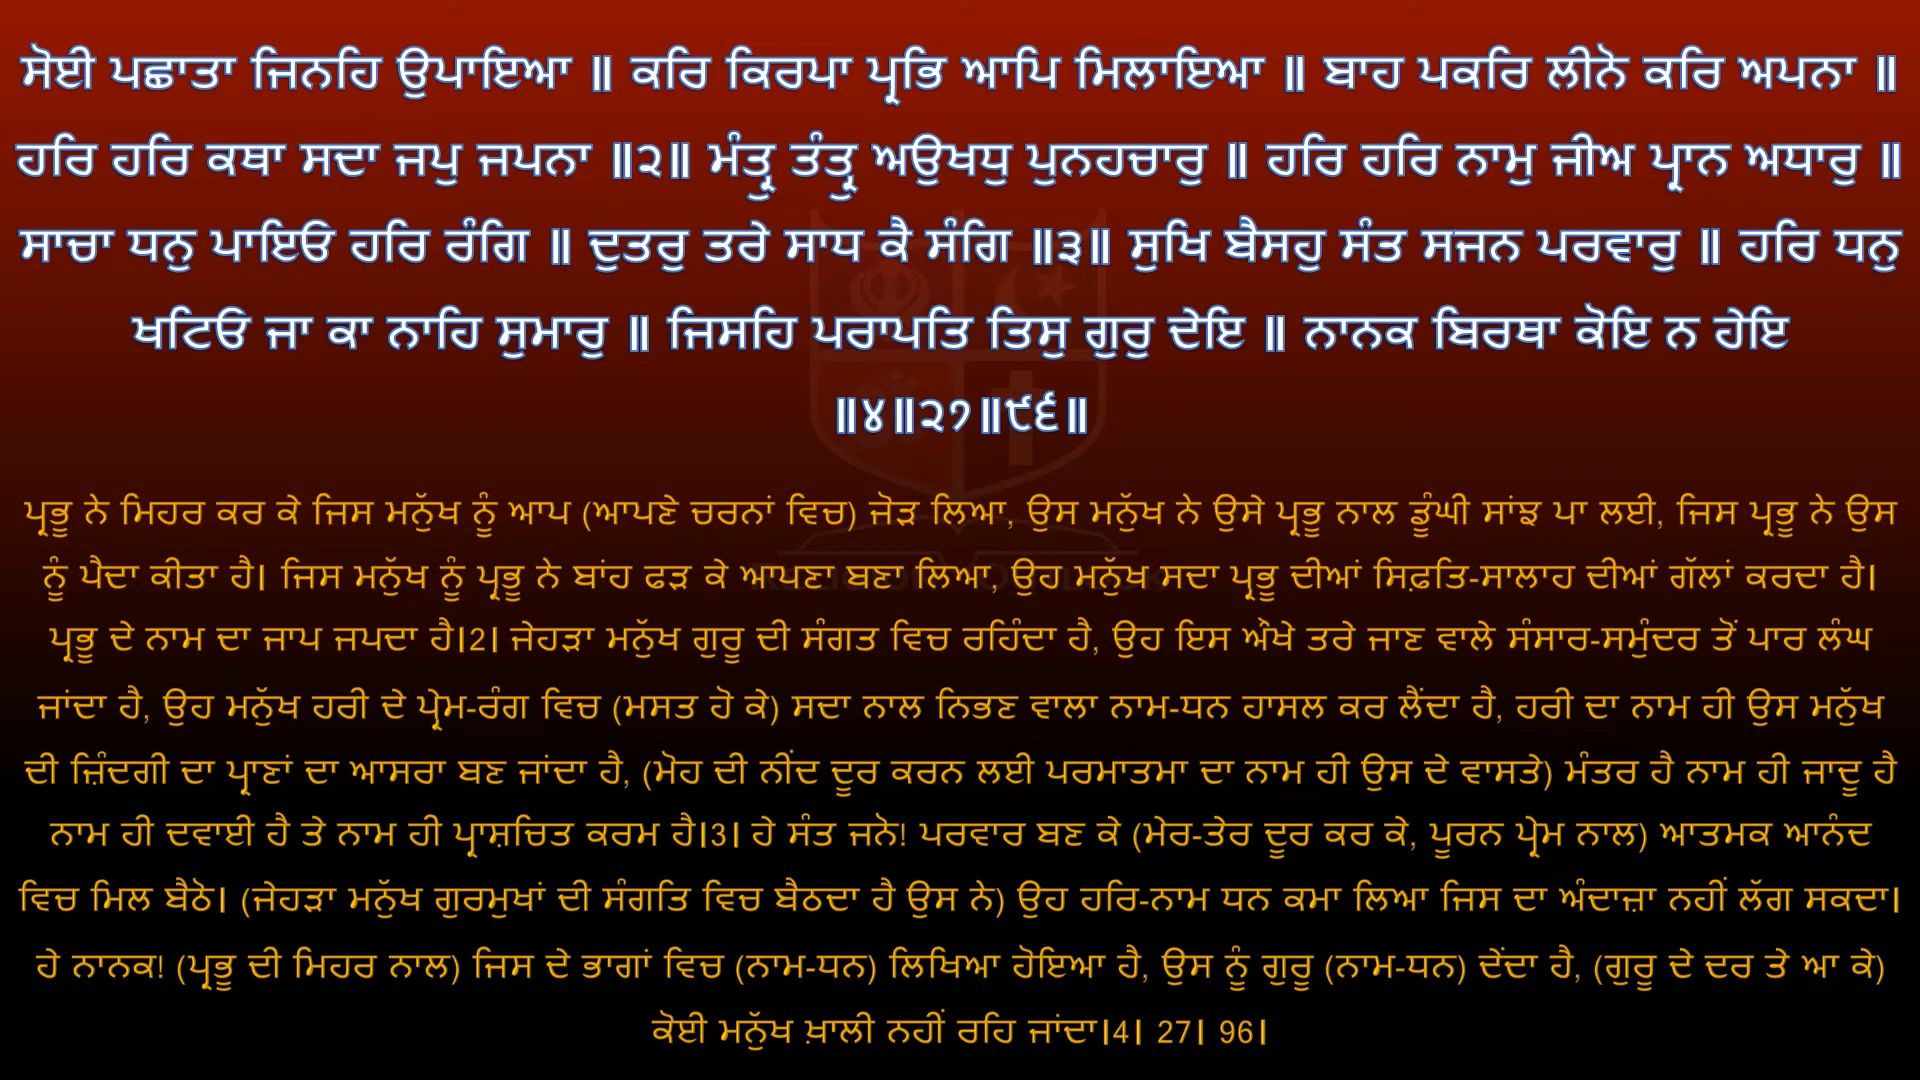 ਸੋਈ ਪਛਾਤਾ ਜਿਨਹਿ ਉਪਾਇਆ ॥ ਕਰਿ ਕਿਰਪਾ ਪ੍ਰਭਿ ਆਪਿ ਮਿਲਾਇਆ ॥ ਬਾਹ ਪਕਰਿ ਲੀਨੋ ਕਰਿ ਅਪਨਾ ॥
ਹਰਿ ਹਰਿ ਕਥਾ ਸਦਾ ਜਪੁ ਜਪਨਾ ॥੨॥ ਮੰਤ੍ਰੁ ਤੰਤ੍ਰੁ ਅਉਖਧੁ ਪੁਨਹਚਾਰੁ ॥ ਹਰਿ ਹਰਿ ਨਾਮੁ ਜੀਅ ਪ੍ਰਾਨ ਅਧਾਰੁ ॥
ਸਾਚਾ ਧਨੁ ਪਾਇਓ ਹਰਿ ਰੰਗਿ ॥ ਦੁਤਰੁ ਤਰੇ ਸਾਧ ਕੈ ਸੰਗਿ ॥੩॥ ਸੁਖਿ ਬੈਸਹੁ ਸੰਤ ਸਜਨ ਪਰਵਾਰੁ ॥ ਹਰਿ ਧਨੁ
ਖਟਿਓ ਜਾ ਕਾ ਨਾਹਿ ਸੁਮਾਰੁ ॥ ਜਿਸਹਿ ਪਰਾਪਤਿ ਤਿਸੁ ਗੁਰੁ ਦੇਇ ॥ ਨਾਨਕ ਬਿਰਥਾ ਕੋਇ ਨ ਹੇਇ
॥੪॥੨੭॥੯੬॥
ਪ੍ਰਭੂ ਨੇ ਮਿਹਰ ਕਰ ਕੇ ਜਿਸ ਮਨੁੱਖ ਨੂੰ ਆਪ (ਆਪਣੇ ਚਰਨਾਂ ਵਿਚ) ਜੋੜ ਲਿਆ, ਉਸ ਮਨੁੱਖ ਨੇ ਉਸੇ ਪ੍ਰਭੂ ਨਾਲ ਡੂੰਘੀ ਸਾਂਝ ਪਾ ਲਈ, ਜਿਸ ਪ੍ਰਭੂ ਨੇ ਉਸ
ਨੂੰ ਪੈਦਾ ਕੀਤਾ ਹੈ। ਜਿਸ ਮਨੁੱਖ ਨੂੰ ਪ੍ਰਭੂ ਨੇ ਬਾਂਹ ਫੜ ਕੇ ਆਪਣਾ ਬਣਾ ਲਿਆ, ਉਹ ਮਨੁੱਖ ਸਦਾ ਪ੍ਰਭੂ ਦੀਆਂ ਸਿਫ਼ਤਿ-ਸਾਲਾਹ ਦੀਆਂ ਗੱਲਾਂ ਕਰਦਾ ਹੈ।
ਪ੍ਰਭੂ ਦੇ ਨਾਮ ਦਾ ਜਾਪ ਜਪਦਾ ਹੈ।2। ਜੇਹੜਾ ਮਨੁੱਖ ਗੁਰੂ ਦੀ ਸੰਗਤ ਵਿਚ ਰਹਿੰਦਾ ਹੈ, ਉਹ ਇਸ ਔਖੇ ਤਰੇ ਜਾਣ ਵਾਲੇ ਸੰਸਾਰ-ਸਮੁੰਦਰ ਤੋਂ ਪਾਰ ਲੰਘ
ਜਾਂਦਾ ਹੈ, ਉਹ ਮਨੁੱਖ ਹਰੀ ਦੇ ਪ੍ਰੇਮ-ਰੰਗ ਵਿਚ (ਮਸਤ ਹੋ ਕੇ) ਸਦਾ ਨਾਲ ਨਿਭਣ ਵਾਲਾ ਨਾਮ-ਧਨ ਹਾਸਲ ਕਰ ਲੈਂਦਾ ਹੈ, ਹਰੀ ਦਾ ਨਾਮ ਹੀ ਉਸ ਮਨੁੱਖ
ਦੀ ਜ਼ਿੰਦਗੀ ਦਾ ਪ੍ਰਾਣਾਂ ਦਾ ਆਸਰਾ ਬਣ ਜਾਂਦਾ ਹੈ, (ਮੋਹ ਦੀ ਨੀਂਦ ਦੂਰ ਕਰਨ ਲਈ ਪਰਮਾਤਮਾ ਦਾ ਨਾਮ ਹੀ ਉਸ ਦੇ ਵਾਸਤੇ) ਮੰਤਰ ਹੈ ਨਾਮ ਹੀ ਜਾਦੂ ਹੈ
ਨਾਮ ਹੀ ਦਵਾਈ ਹੈ ਤੇ ਨਾਮ ਹੀ ਪ੍ਰਾਸ਼ਚਿਤ ਕਰਮ ਹੈ।3। ਹੇ ਸੰਤ ਜਨੋ! ਪਰਵਾਰ ਬਣ ਕੇ (ਮੇਰ-ਤੇਰ ਦੂਰ ਕਰ ਕੇ, ਪੂਰਨ ਪ੍ਰੇਮ ਨਾਲ) ਆਤਮਕ ਆਨੰਦ
ਵਿਚ ਮਿਲ ਬੈਠੋ। (ਜੇਹੜਾ ਮਨੁੱਖ ਗੁਰਮੁਖਾਂ ਦੀ ਸੰਗਤਿ ਵਿਚ ਬੈਠਦਾ ਹੈ ਉਸ ਨੇ) ਉਹ ਹਰਿ-ਨਾਮ ਧਨ ਕਮਾ ਲਿਆ ਜਿਸ ਦਾ ਅੰਦਾਜ਼ਾ ਨਹੀਂ ਲੱਗ ਸਕਦਾ।
ਹੇ ਨਾਨਕ! (ਪ੍ਰਭੂ ਦੀ ਮਿਹਰ ਨਾਲ) ਜਿਸ ਦੇ ਭਾਗਾਂ ਵਿਚ (ਨਾਮ-ਧਨ) ਲਿਖਿਆ ਹੋਇਆ ਹੈ, ਉਸ ਨੂੰ ਗੁਰੂ (ਨਾਮ-ਧਨ) ਦੇਂਦਾ ਹੈ, (ਗੁਰੂ ਦੇ ਦਰ ਤੇ ਆ ਕੇ)
ਕੋਈ ਮਨੁੱਖ ਖ਼ਾਲੀ ਨਹੀਂ ਰਹਿ ਜਾਂਦਾ।4। 27। 96।